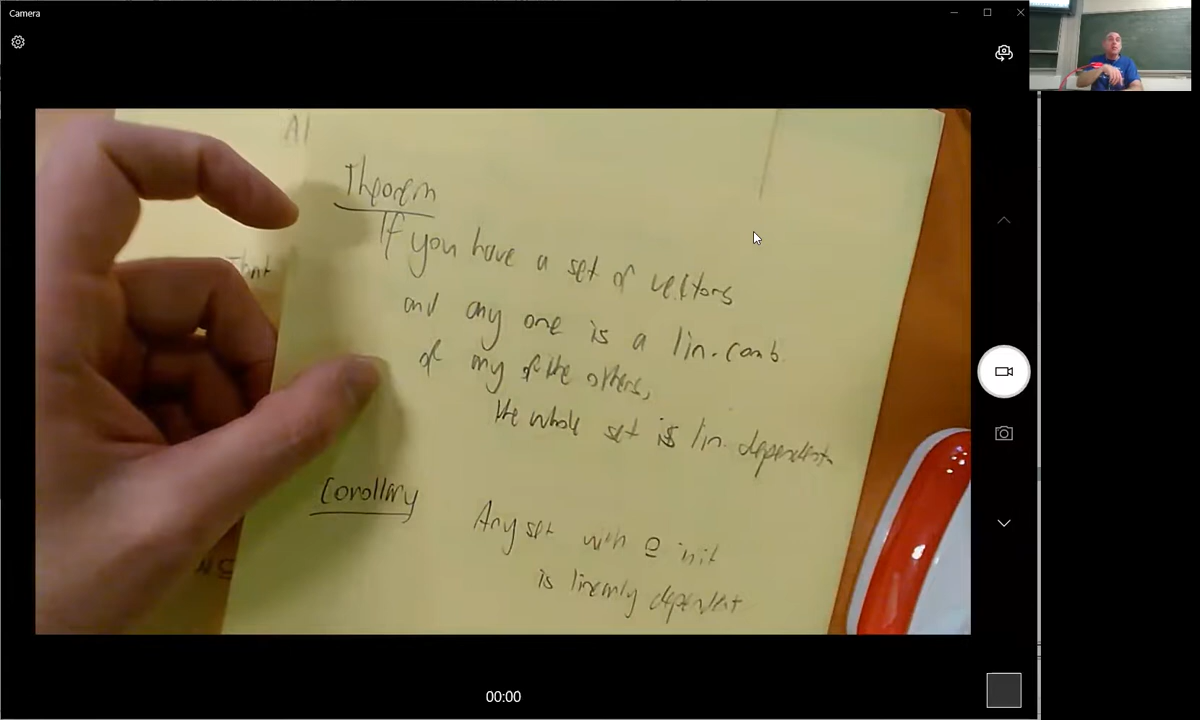 Camera
A1
Theorem
If you have a set of vectors
and any one is a lin. comb.
of any of the others,
the whole set is lin. dependent
Corollary
Any set with 0 in it
is linearly dependent
00:00